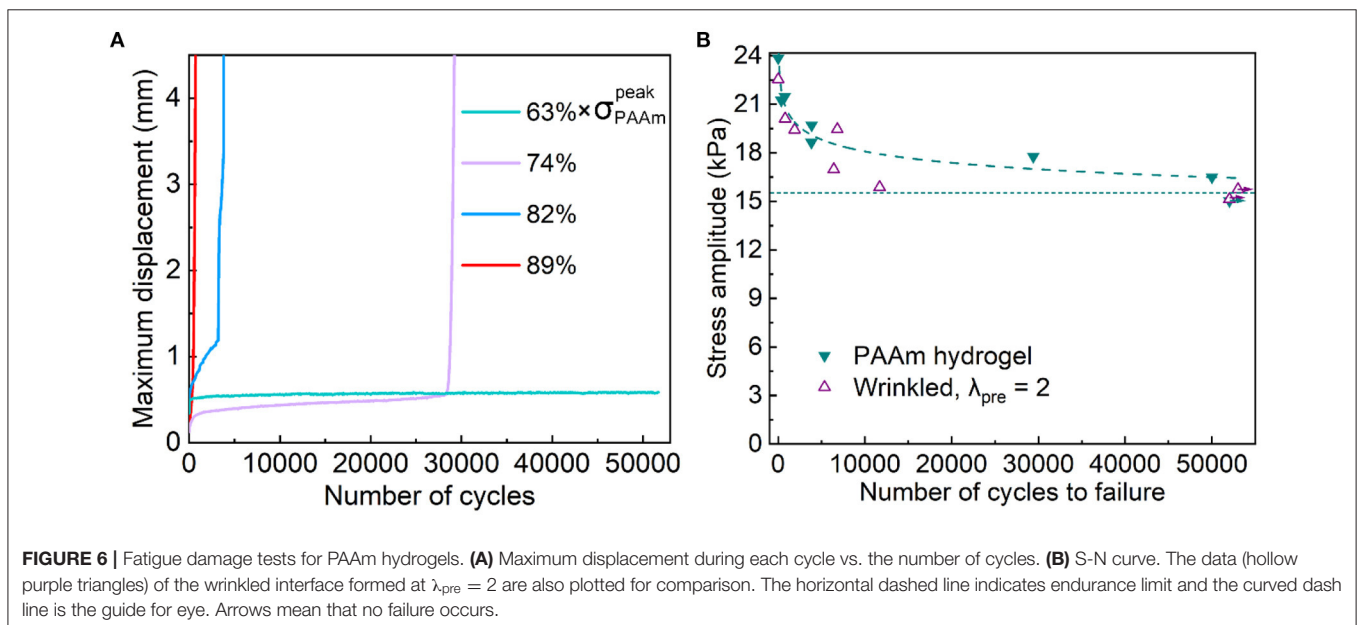 A
Maximum displacement (mm)
4
3
2
1
0
63%×σ peak PAAm
74%
82%
89%
0 10000 20000 30000 40000 50000
Number of cycles
B
Stress amplitude (kPa)
24
21
18
15
12
9
6
3
0
PAAm hydrogel
Wrinkled, λpre = 2
0 10000 20000 30000 40000 50000
Number of cycles to failure
FIGURE 6 | Fatigue damage tests for PAAm hydrogels. (A) Maximum displacement during each cycle vs. the number of cycles. (B) S-N curve. The data (hollow
purple triangles) of the wrinkled interface formed at λpre = 2 are also plotted for comparison. The horizontal dashed line indicates endurance limit and the curved dash
line is the guide for eye. Arrows mean that no failure occurs.